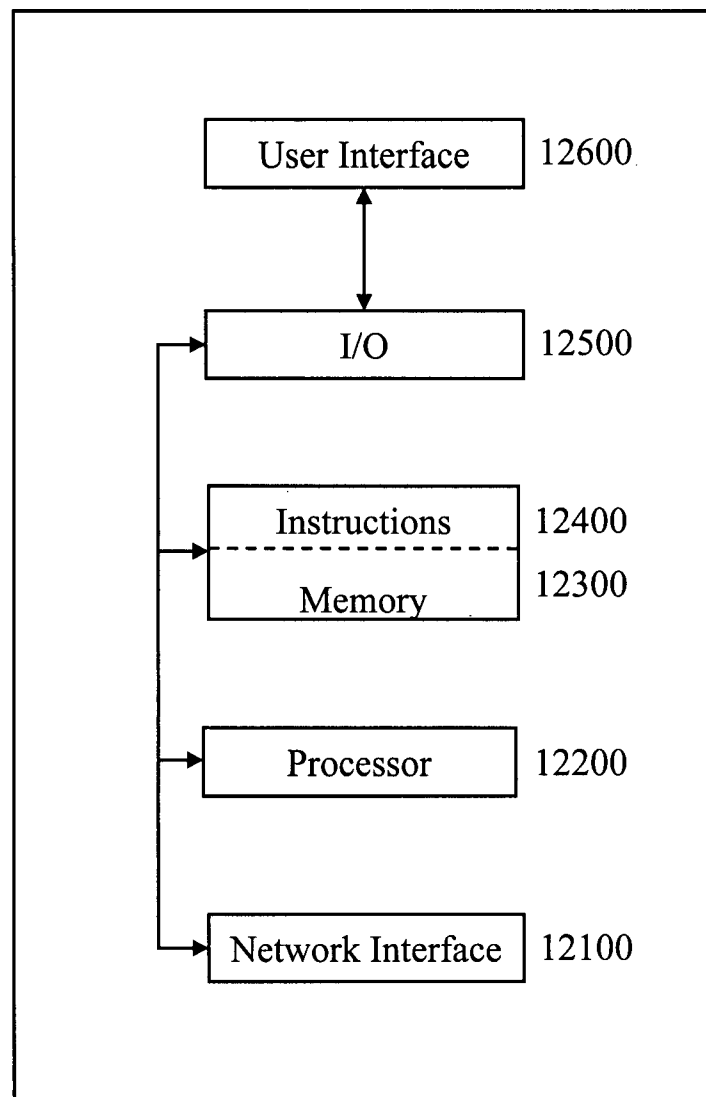 User Interface 12600
I/O 12500
Instructions 12400
Memory 12300
Processor 12200
Network Interface 12100